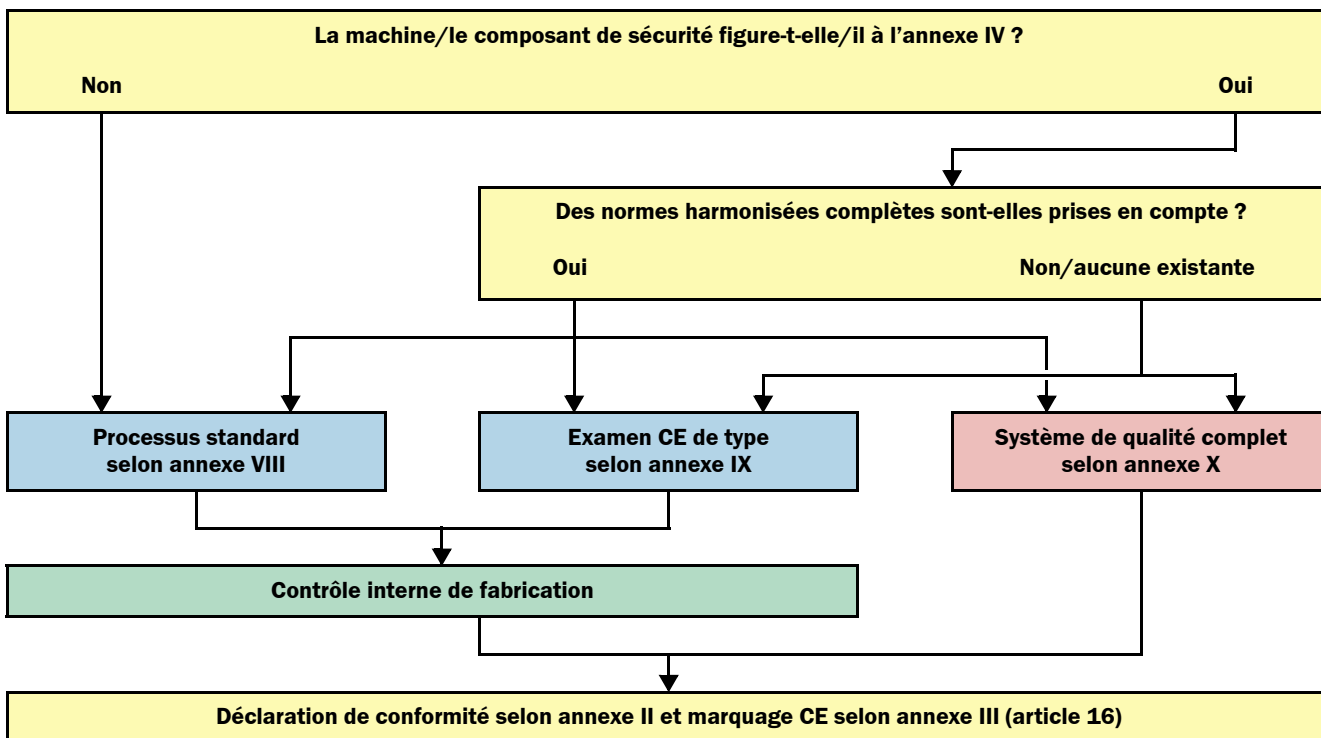 La machine/le composant de sécurité figure-t-elle/il à l'annexe IV ?
Non
Oui
Des normes harmonisées complètes sont-elles prises en compte ?
Oui
Non/aucune existante
Processus standard
selon annexe VIII
Examen CE de type
selon annexe IX
Système de qualité complet
selon annexe X
Contrôle interne de fabrication
Déclaration de conformité selon annexe II et marquage CE selon annexe III (article 16)